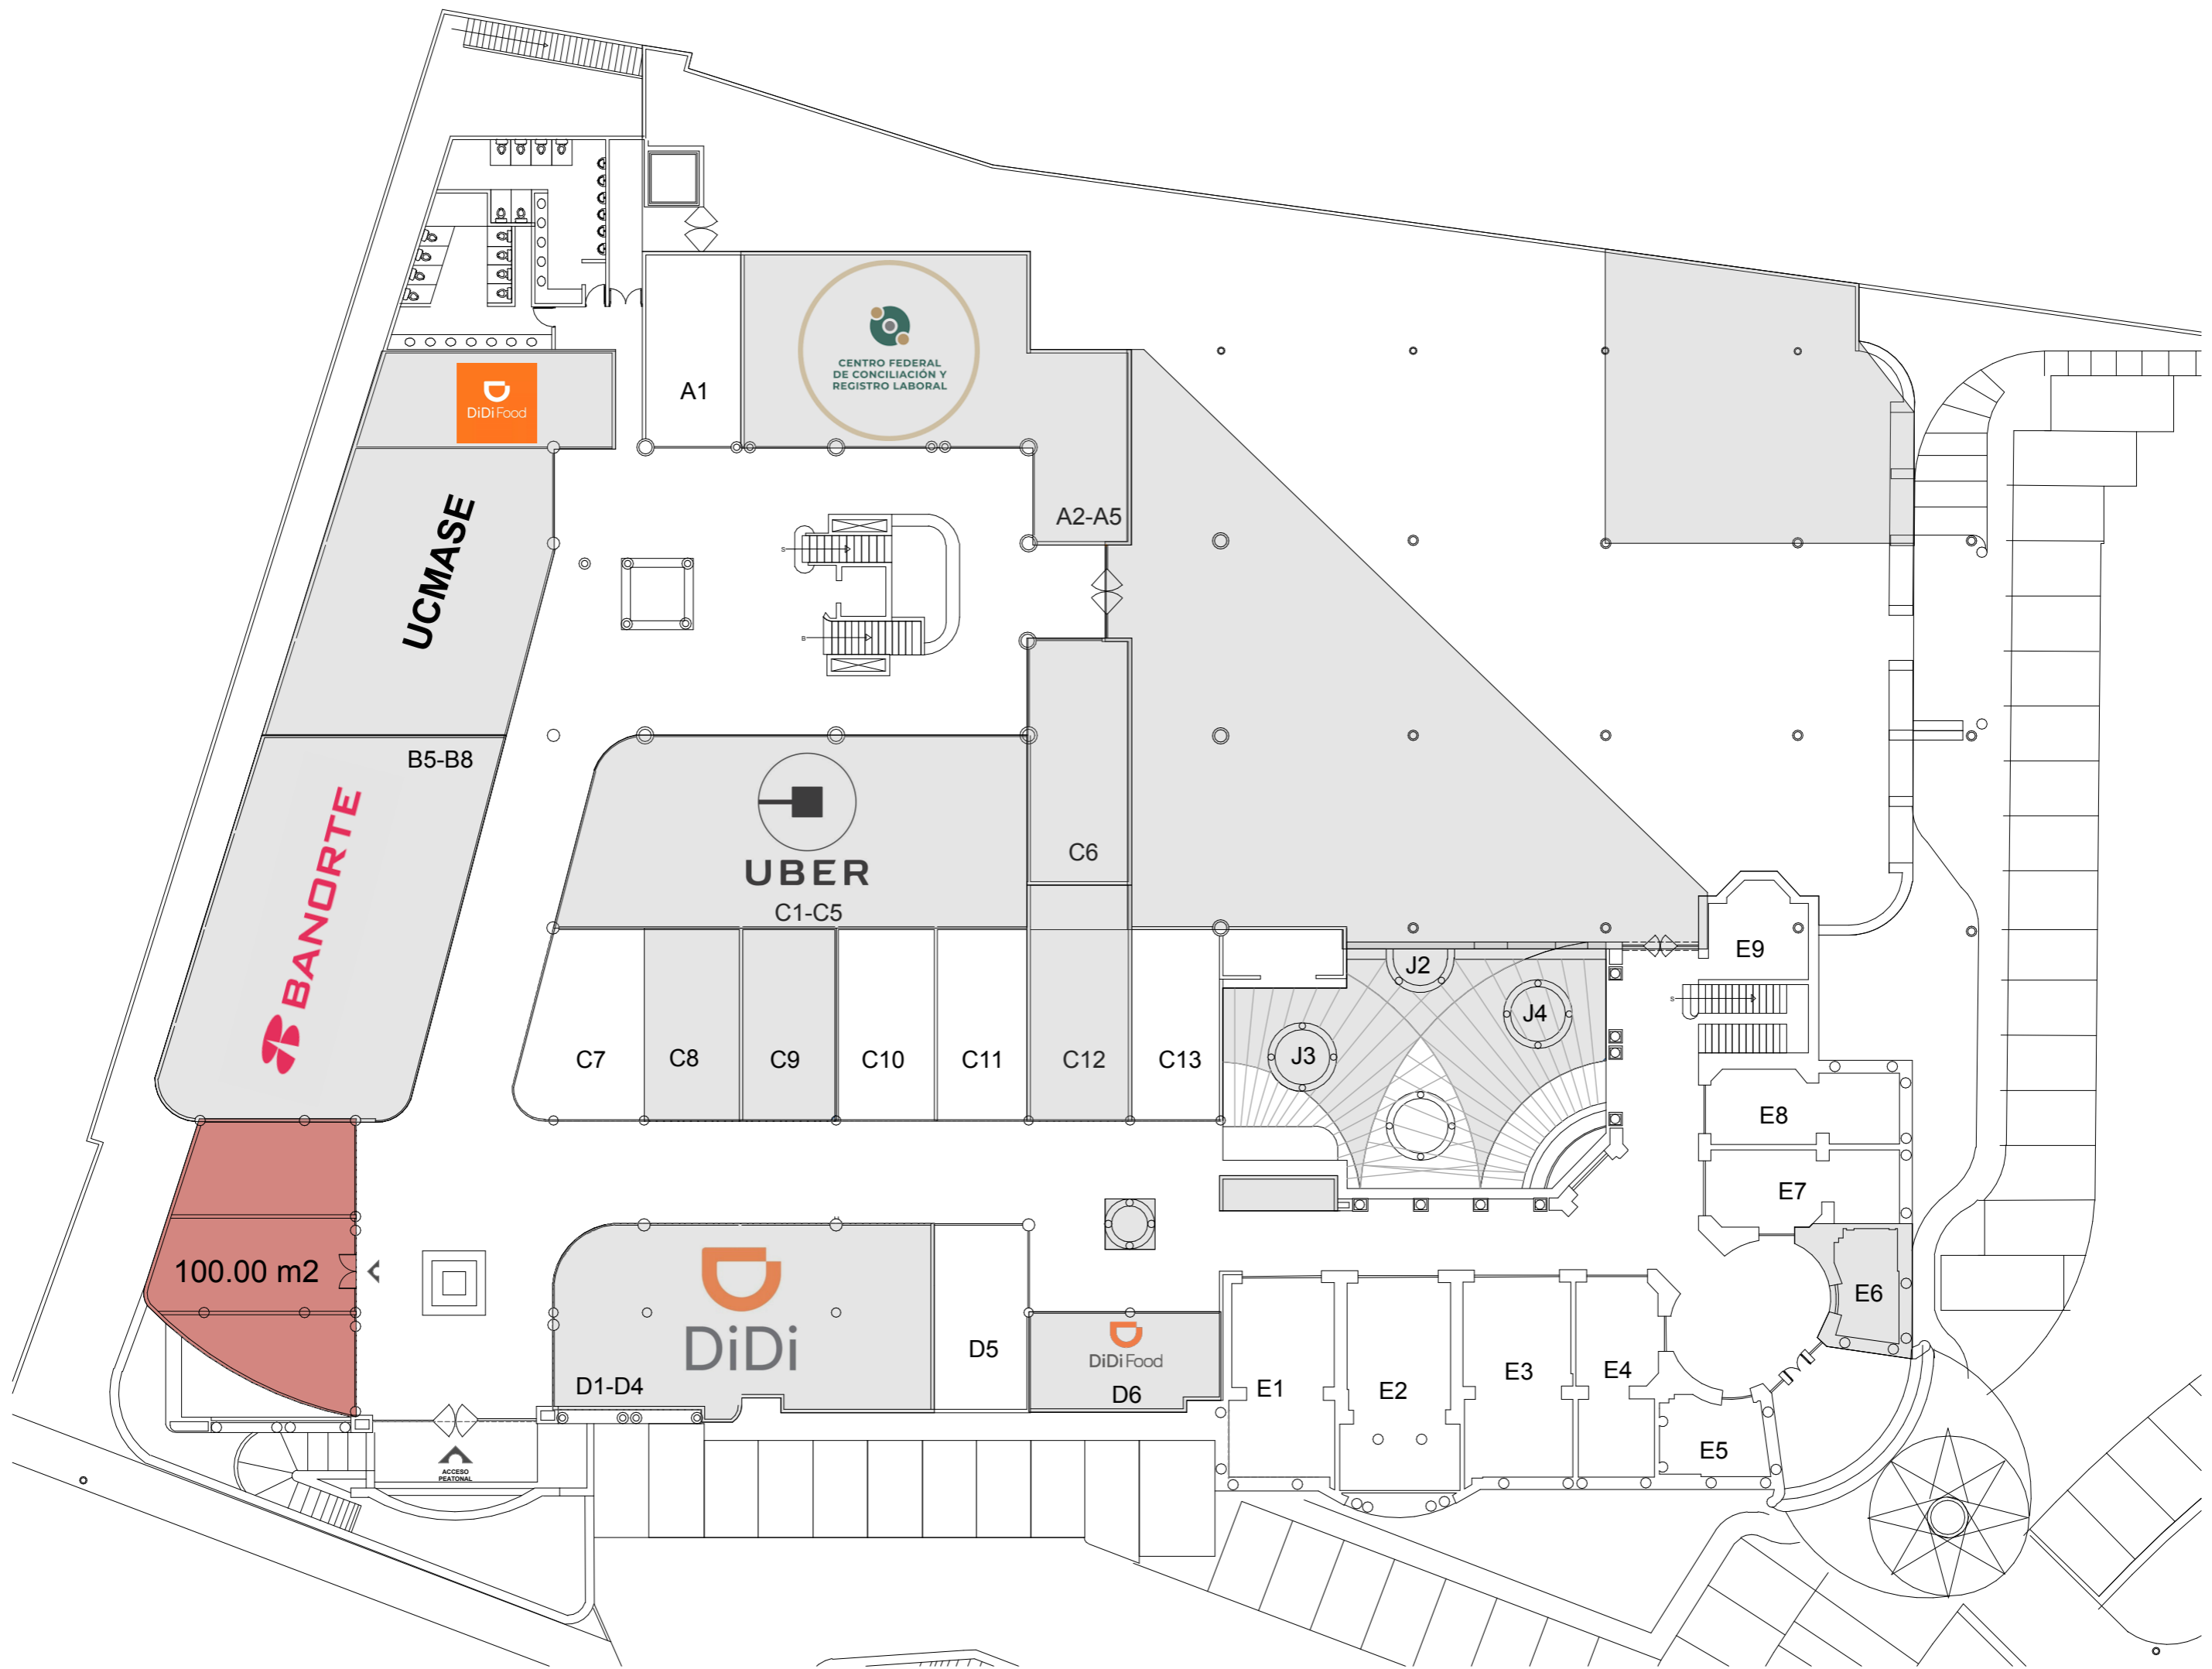 CENTRO FEDERAL
DE CONCILIACIÓN Y
REGISTRO LABORAL
A1
DiDi Food
A2-A5
UCMASE
S
B
B5-B8
BANORTE
UBER
C1-C5
C6
E9
J2
J4
J3
S
C7
C8
C9
C10
C11
C12
C13
E8
E7
100.00 m2
DiDi
D1-D4
D5
DiDi Food
D6
E6
E1
E2
E3
E4
E5
ACCESO
PEATONAL